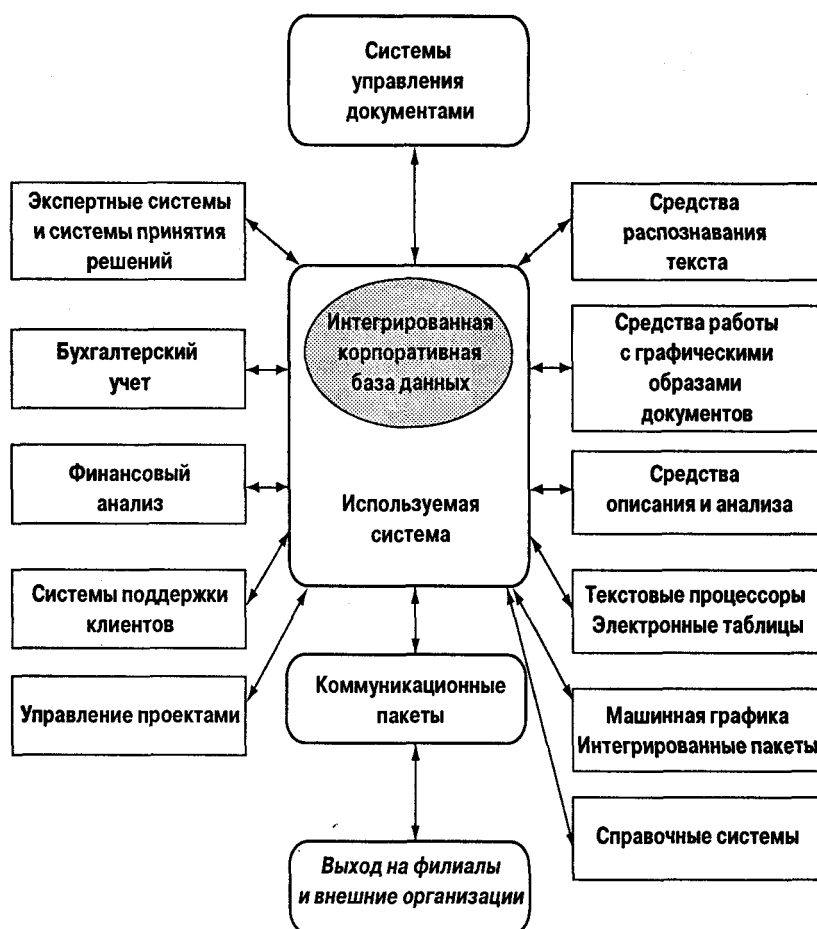 Системы
управления
документами
Экспертные системы
и системы принятия
решений
Средства
распознавания
текста
Интегрированная
корпоративная
база данных
Бухгалтерский
учет
Средства работы
с графическими
образами
документов
Финансовый
анализ
Используемая
система
Средства
описания и анализа
Системы поддержки
клиентов
Текстовые процессоры
Электронные таблицы
Управление проектами
Коммуникационные
пакеты
Машинная графика
Интегрированные пакеты
Справочные системы
Выход на филиалы
и внешние организации